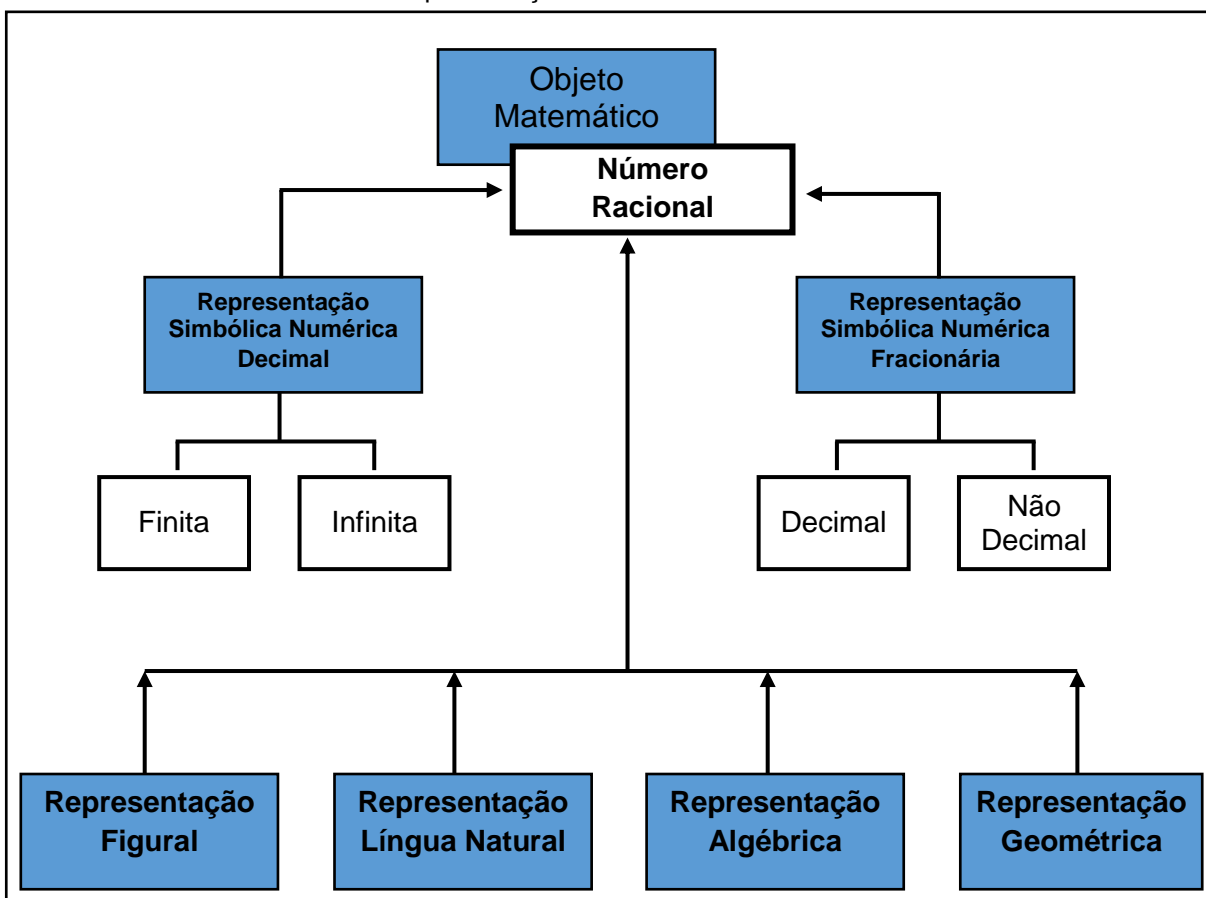 Objeto
Matemático
Número
Racional
Representação
Simbólica Numérica
Decimal
Representação
Simbólica Numérica
Fracionária
Finita
Infinita
Decimal
Não
Decimal
Representação
Figural
Representação
Língua Natural
Representação
Algébrica
Representação
Geométrica